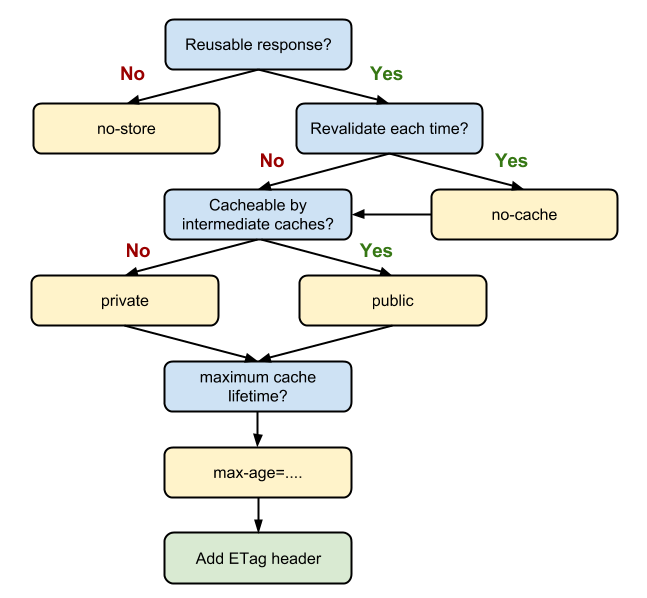 Reusable response?
No
Yes
no-store
Revalidate each time?
No
Yes
Cacheable by
intermediate caches?
no-cache
No
Yes
private
public
maximum cache
lifetime?
max-age=....
Add ETag header